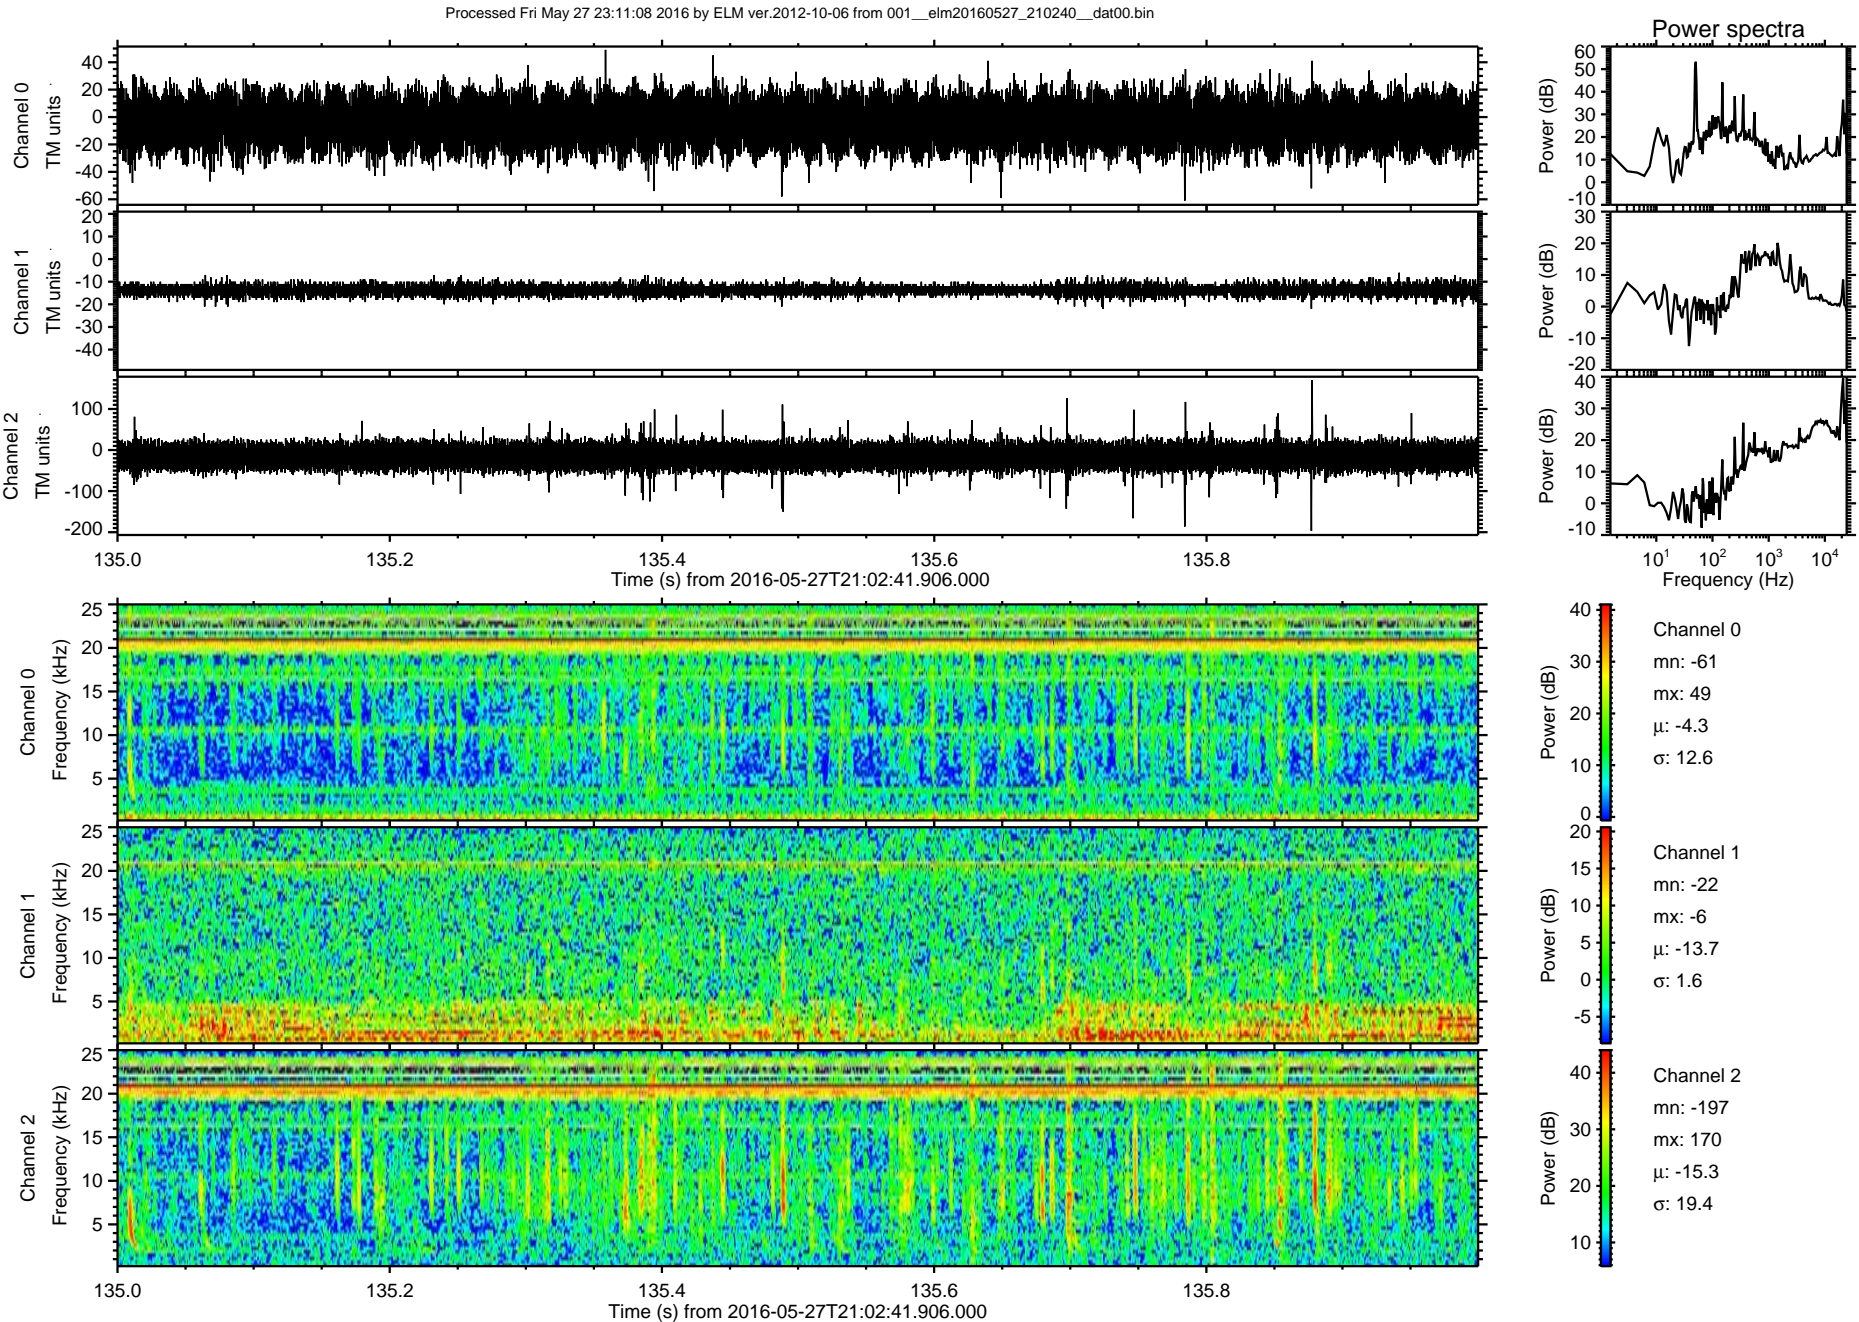 Processed Fri May 27 23:11:08 2016 by ELM ver.2012-10-06 from 001__elm20160527_210240__dat00.bin
Power spectra
Channel 0
TM units
40
20
0
-20
-40
-60
Power (dB)
60
50
40
30
20
10
0
-10
Channel 1
TM units
20
10
0
-10
-20
-30
-40
Power (dB)
30
20
10
0
-10
-20
Channel 2
TM units
100
0
-100
-200
Power (dB)
40
30
20
10
0
-10
135.0 135.2 135.4 135.6 135.8
Time (s) from 2016-05-27T21:02:41.906.000
10^1 10^2 10^3 10^4
Frequency (Hz)
Channel 0
Frequency (kHz)
25
20
15
10
5
Power (dB)
40
30
20
10
0
Channel 0
mn: -61
mx: 49
μ: -4.3
σ: 12.6
Channel 1
Frequency (kHz)
25
20
15
10
5
Power (dB)
20
15
10
5
0
-5
Channel 1
mn: -22
mx: -6
μ: -13.7
σ: 1.6
Channel 2
Frequency (kHz)
25
20
15
10
5
Power (dB)
40
30
20
10
Channel 2
mn: -197
mx: 170
μ: -15.3
σ: 19.4
135.0 135.2 135.4 135.6 135.8
Time (s) from 2016-05-27T21:02:41.906.000